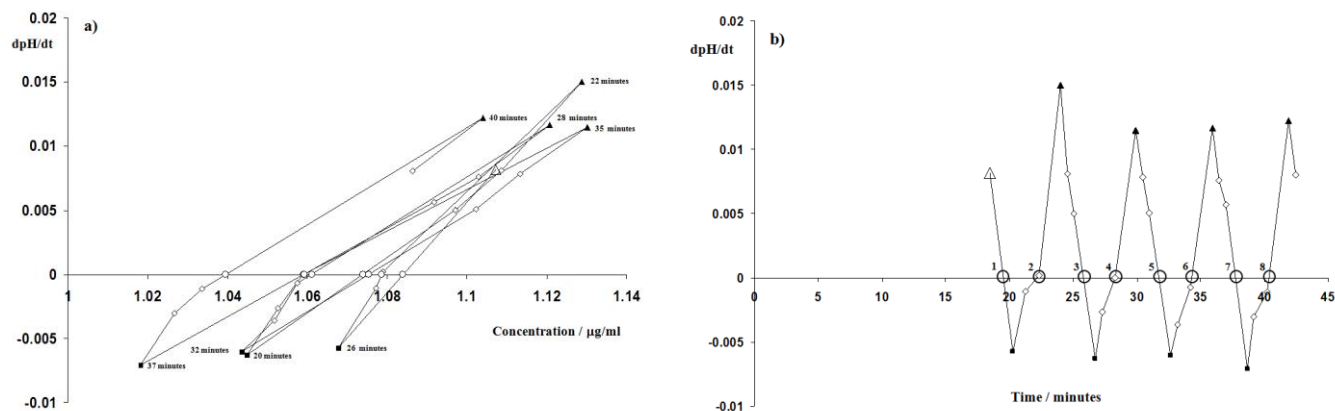 a)
dpH/dt
0.02
0.015
0.01
0.005
0
-0.005
-0.01
1 1.02 1.04 1.06 1.08 1.1 1.12 1.14
22 minutes
40 minutes
28 minutes
35 minutes
Concentration / µg/ml
32 minutes
20 minutes
26 minutes
37 minutes
b)
dpH/dt
0.02
0.015
0.01
0.005
0
-0.005
-0.01
1 2 3 4 5 6 7 8
0 5 10 15 20 25 30 35 40 45
Time / minutes